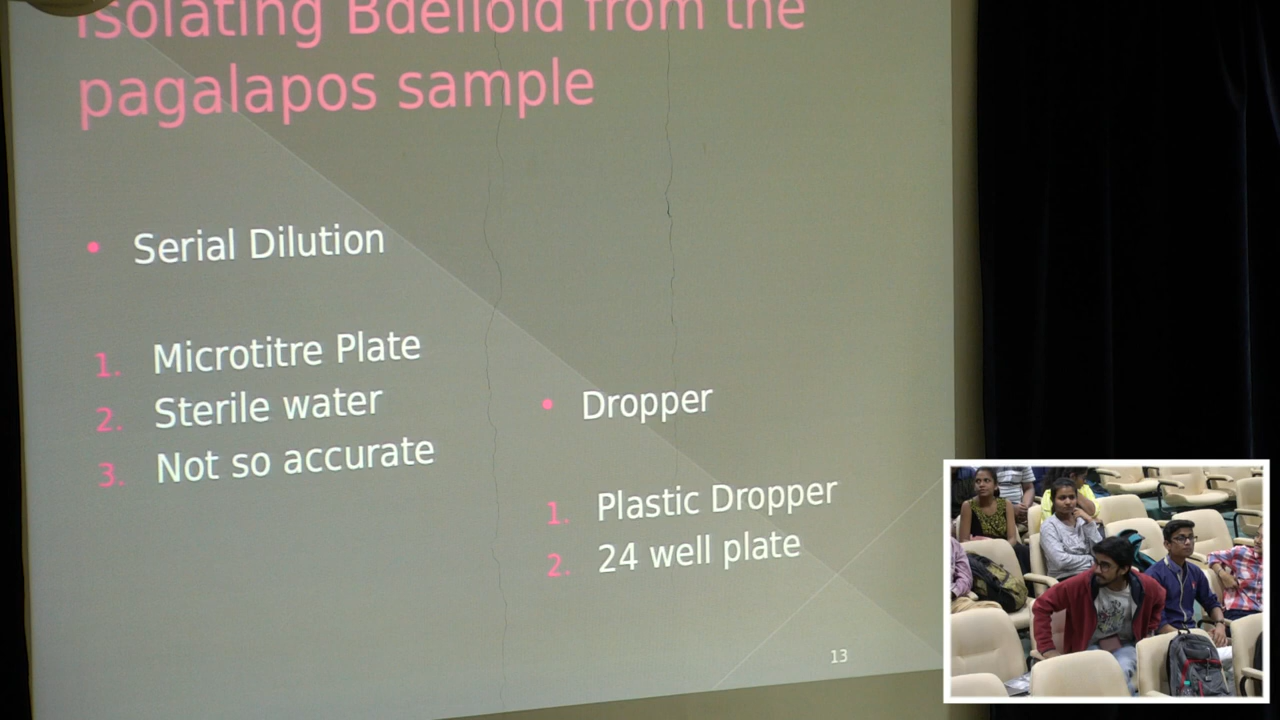 Isolating Bdelloid from the
pagalapos sample
• Serial Dilution
1. Microtitre Plate
2. Sterile water
3. Not so accurate
• Dropper
1. Plastic Dropper
2. 24 well plate
13